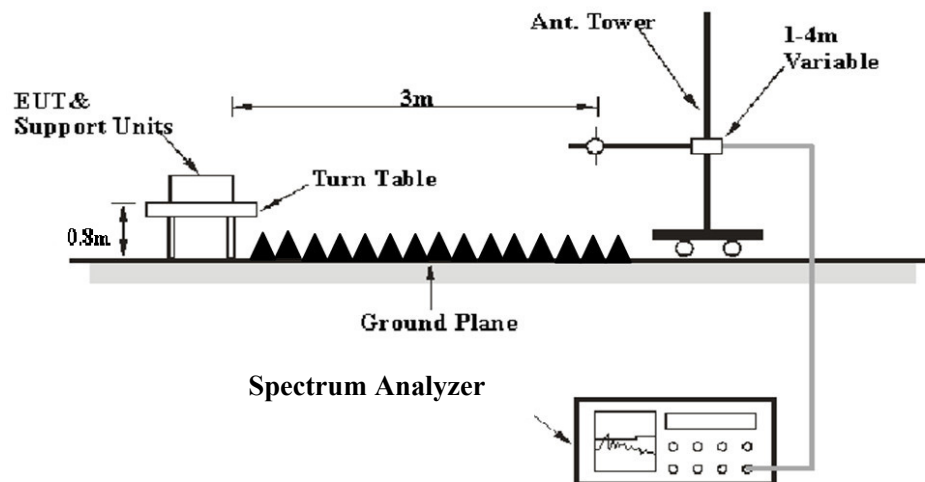 Ant. Tower
1-4m
Variable
EUT&
Support Units
3m
Turn Table
0.8m
Ground Plane
Spectrum Analyzer